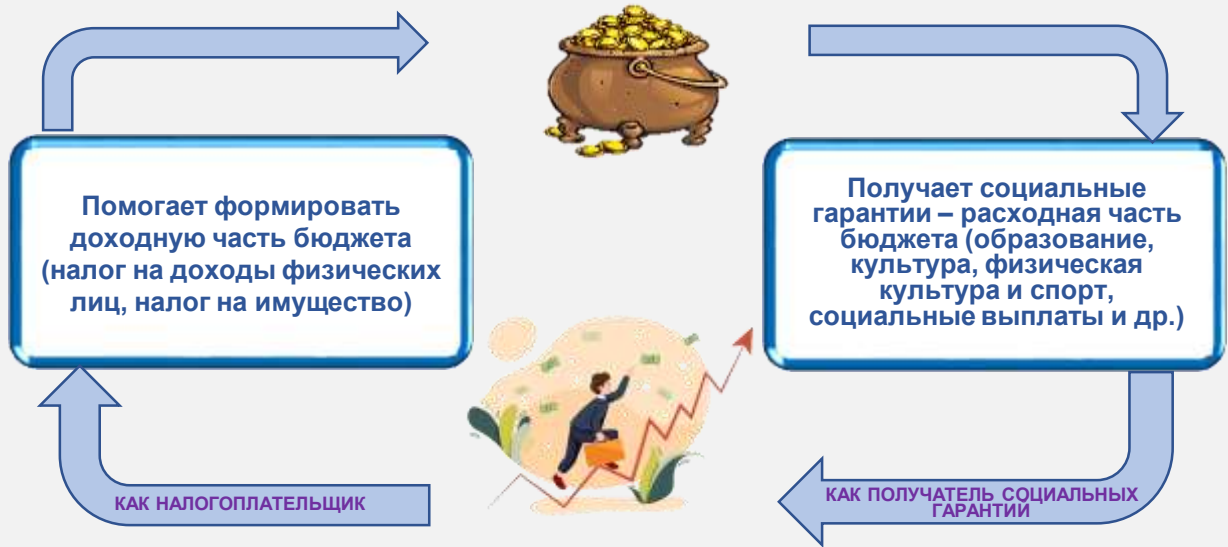 Помогает формировать
доходную часть бюджета
(налог на доходы физических
лиц, налог на имущество)
Получает социальные
гарантии – расходная часть
бюджета (образование,
культура, физическая
культура и спорт,
социальные выплаты и др.)
КАК НАЛОГОПЛАТЕЛЬЩИК
КАК ПОЛУЧАТЕЛЬ СОЦИАЛЬНЫХ
ГАРАНТИЙ